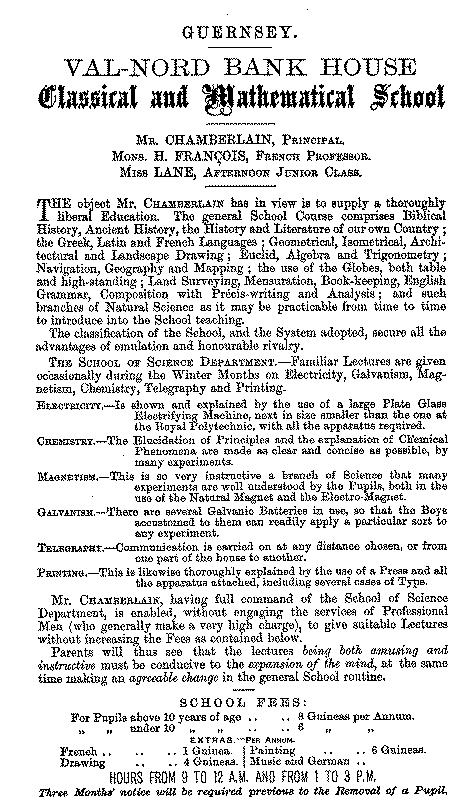 GUERNSEY.
VAL-NORD BANK HOUSE
Classical and Mathematical School
MR. CHAMBERLAIN, PRINCIPAL.
MONS. H. FRANÇOIS, FRENCH PROFESSOR.
MISS LANE, AFTERNOON JUNIOR CLASS.
THE object Mr. CHAMBERLAIN has in view is to supply a thoroughly
liberal Education. The general School Course comprises Biblical
History, Ancient History, the History and Literature of our own Country ;
the Greek, Latin and French Languages ; Geometrical, Isometrical, Archi-
tectural and Landscape Drawing ; Euclid, Algebra and Trigonometry ;
Navigation, Geography and Mapping ; the use of the Globes, both table
and high-standing ; Land Surveying, Mensuration, Book-keeping, English
Grammar, Composition with Précis-writing and Analysis ; and such
branches of Natural Science as it may be practicable from time to time
to introduce into the School teaching.
The classification of the School, and the System adopted, secure all the
advantages of emulation and honourable rivalry.
THE SCHOOL OF SCIENCE DEPARTMENT.—Familiar Lectures are given
occasionally during the Winter Months on Electricity, Galvanism, Mag-
netism, Chemistry, Telegraphy and Printing.
ELECTRICITY.—Is shown and explained by the use of a large Plate Glass
Electrifying Machine, next in size smaller than the one at
the Royal Polytechnic, with all the apparatus required.
CHEMISTRY.—The Elucidation of Principles and the explanation of Chemical
Phenomena are made as clear and concise as possible, by
many experiments.
MAGNETISM.—This is so very instructive a branch of Science that many
experiments are well understood by the Pupils, both in the
use of the Natural Magnet and the Electro-Magnet.
GALVANISM.—There are several Galvanic Batteries in use, so that the Boys
accustomed to them can readily apply a particular sort to
any experiment.
TELEGRAPHY.—Communication is carried on at any distance chosen, or from
one part of the house to another.
PRINTING.—This is likewise thoroughly explained by the use of a Press and all
the apparatus attached, including several cases of Type.
Mr. CHAMBERLAIN, having full command of the School of Science
Department, is enabled, without engaging the services of Professional
Men (who generally make a very high charge), to give suitable Lectures
without increasing the Fees as contained below.
Parents will thus see that the lectures being both amusing and
instructive must be conducive to the expansion of the mind, at the same
time making an agreeable change in the general School routine.
SCHOOL FEES:
For Pupils above 10 years of age .. .. 8 Guineas per Annum.
„ „ under 10 „ „ .. .. 6 „ „
EXTRAS.—PER ANNUM.
French .. .. .. 1 Guinea. | Painting .. .. .. 6 Guineas.
Drawing .. .. 4 Guineas. | Music and German ..
HOURS FROM 9 TO 12 A.M. AND FROM 1 TO 3 P.M.
Three Months' notice will be required previous to the Removal of a Pupil.